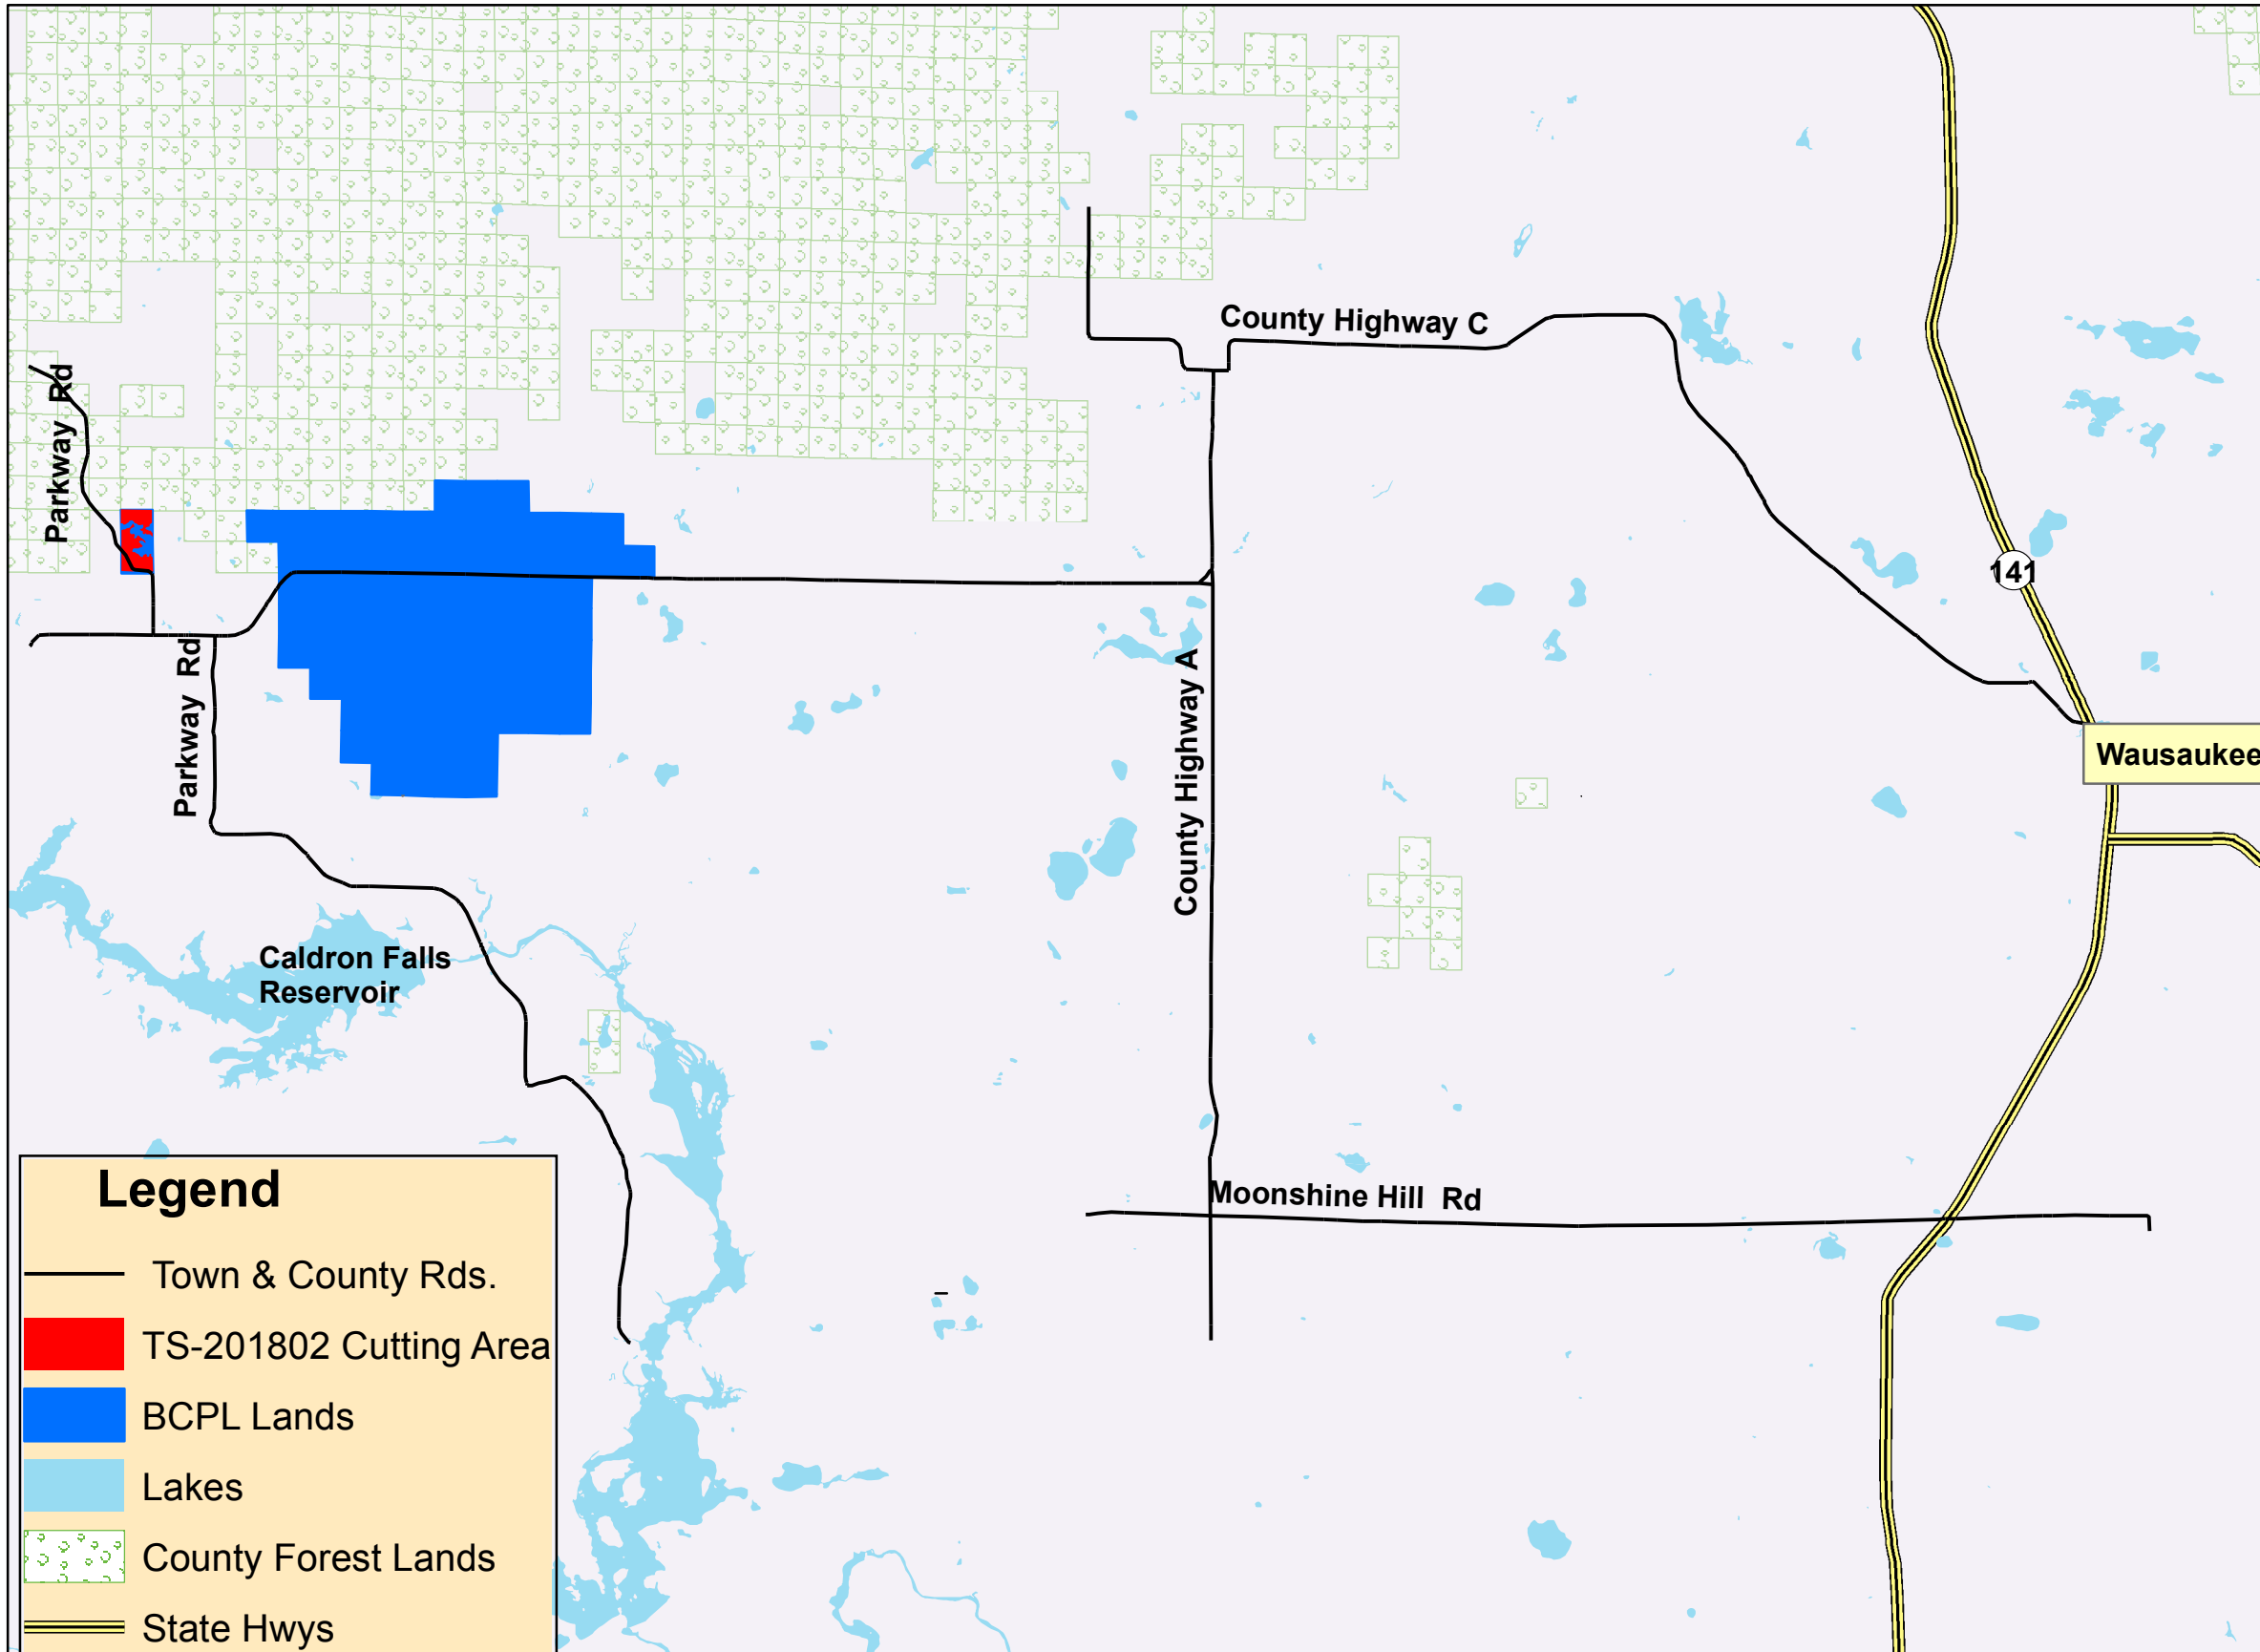 County Highway C
Parkway Rd
141
Parkway Rd
County Highway A
Wausaukee
Caldron Falls
Reservoir
Moonshine Hill Rd
Legend
Town & County Rds.
TS-201802 Cutting Area
BCPL Lands
Lakes
County Forest Lands
State Hwys